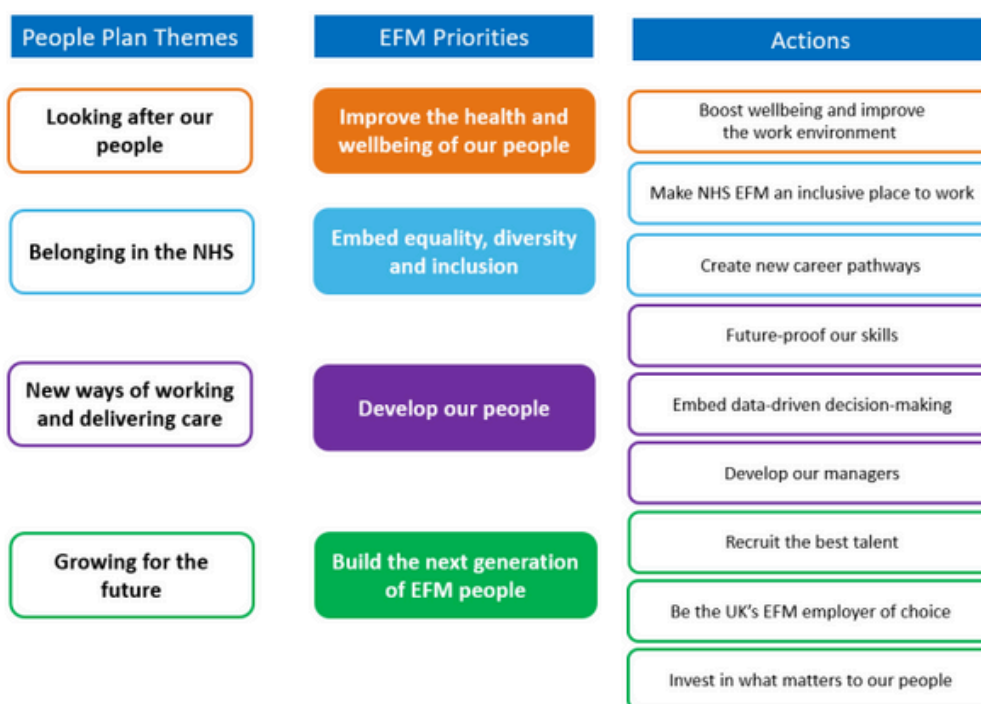 People Plan Themes
EFM Priorities
Actions
Looking after our
people
Improve the health and
wellbeing of our people
Boost wellbeing and improve
the work environment
Make NHS EFM an inclusive place to work
Belonging in the NHS
Embed equality, diversity
and inclusion
Create new career pathways
Future-proof our skills
New ways of working
and delivering care
Develop our people
Embed data-driven decision-making
Develop our managers
Growing for the
future
Build the next generation
of EFM people
Recruit the best talent
Be the UK's EFM employer of choice
Invest in what matters to our people